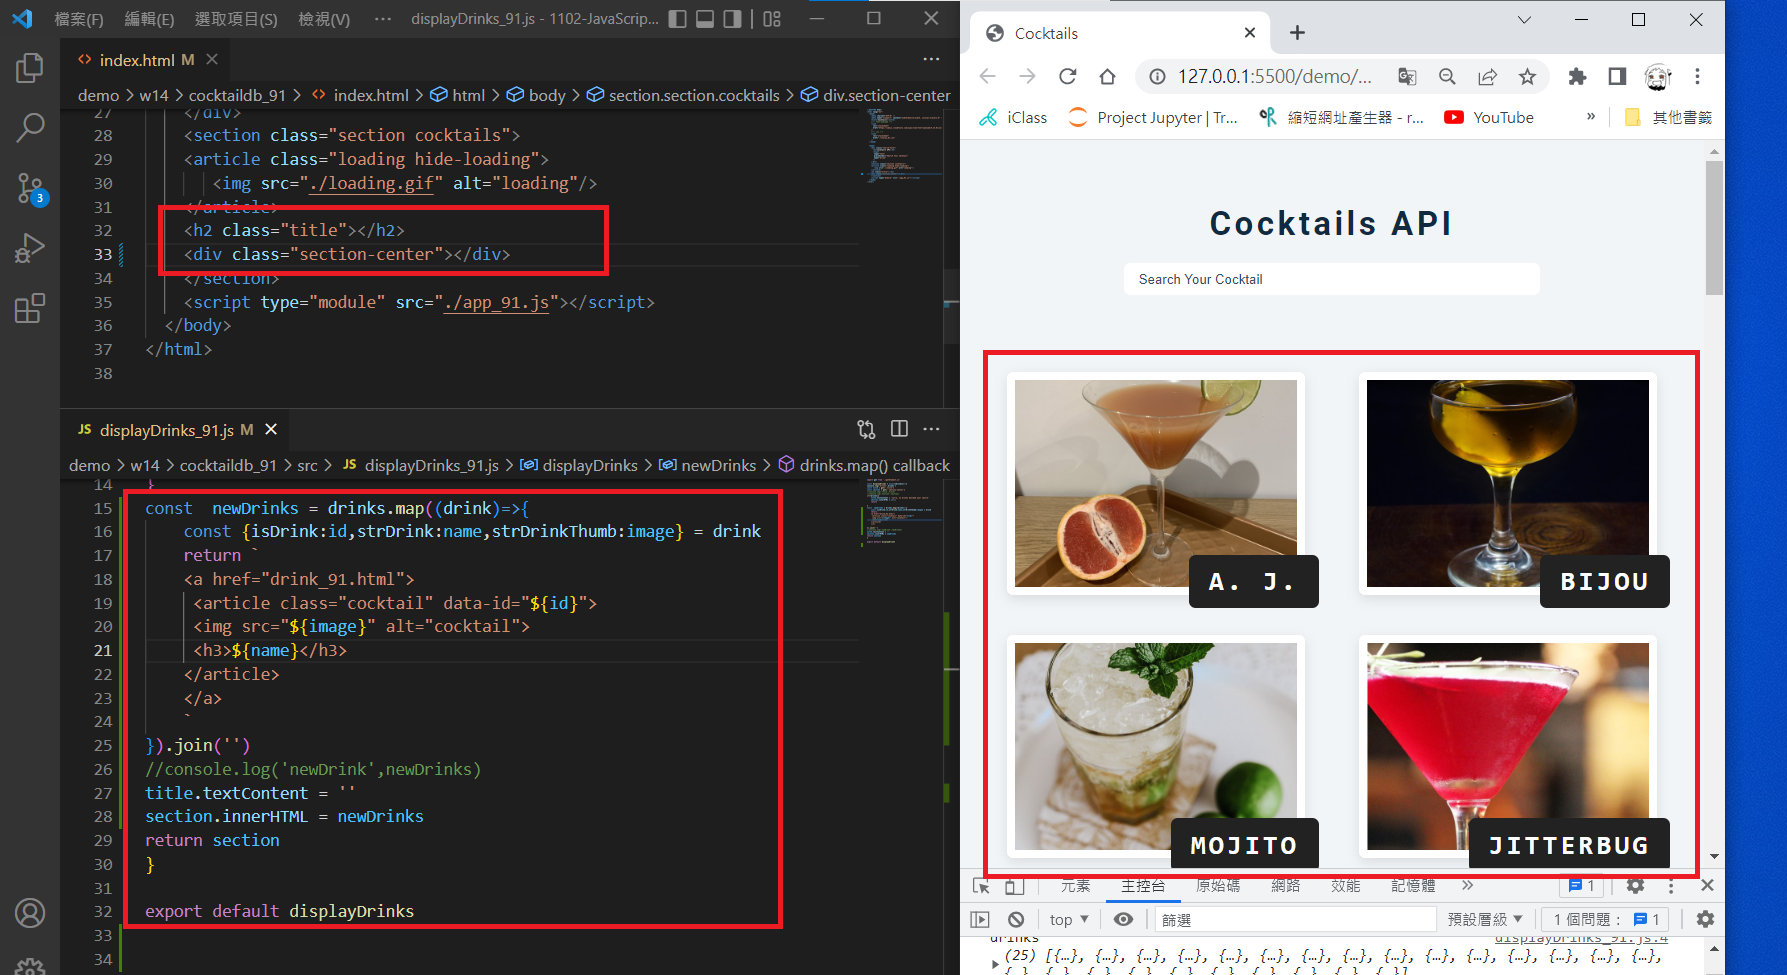 檔案(F) 編輯(E) 選取項目(S) 檢視(V) ··· displayDrinks_91.js - 1102-JavaScrip...
index.html M
demo > w14 > cocktaildb_91 > index.html > html > body > section.section.cocktails > div.section-center
27 </div>
28 <section class="section cocktails">
29 <article class="loading hide-loading">
30 <img src="./loading.gif" alt="loading"/>
31 </article>
32 <h2 class="title"></h2>
33 <div class="section-center"></div>
34 </section>
35 <script type="module" src="./app_91.js"></script>
36 </body>
37 </html>
38
3
JS displayDrinks_91.js M
demo > w14 > cocktaildb_91 > src > JS displayDrinks_91.js > displayDrinks > newDrinks > drinks.map() callback
14 }
15 const newDrinks = drinks.map((drink)=>{
16 const {isDrink:id,strDrink:name,strDrinkThumb:image} = drink
17 return `
18 <a href="drink_91.html">
19 <article class="cocktail" data-id="${id}">
20 <img src="${image}" alt="cocktail">
21 <h3>${name}</h3>
22 </article>
23 </a>
24 `
25 }).join('')
26 //console.log('newDrink',newDrinks)
27 title.textContent = ''
28 section.innerHTML = newDrinks
29 return section
30 }
31
32 export default displayDrinks
33
34
Cocktails
127.0.0.1:5500/demo/...
iClass Project Jupyter | Tr... 縮短網址產生器 - r... YouTube » 其他書籤
Cocktails API
Search Your Cocktail
A. J.
BIJOU
MOJITO
JITTERBUG
元素 主控台 原始碼 網路 效能 記憶體 » 1
top 篩選 預設層級 1 個問題： 1
drinks displayDrinks_91.js:4
(25) [{…}, {…}, {…}, {…}, {…}, {…}, {…}, {…}, {…}, {…}, {…}, {…}, {…}, {…}, {…},
{…}, {…}, {…}, {…}, {…}, {…}, {…}, {…}, {…}, {…}]